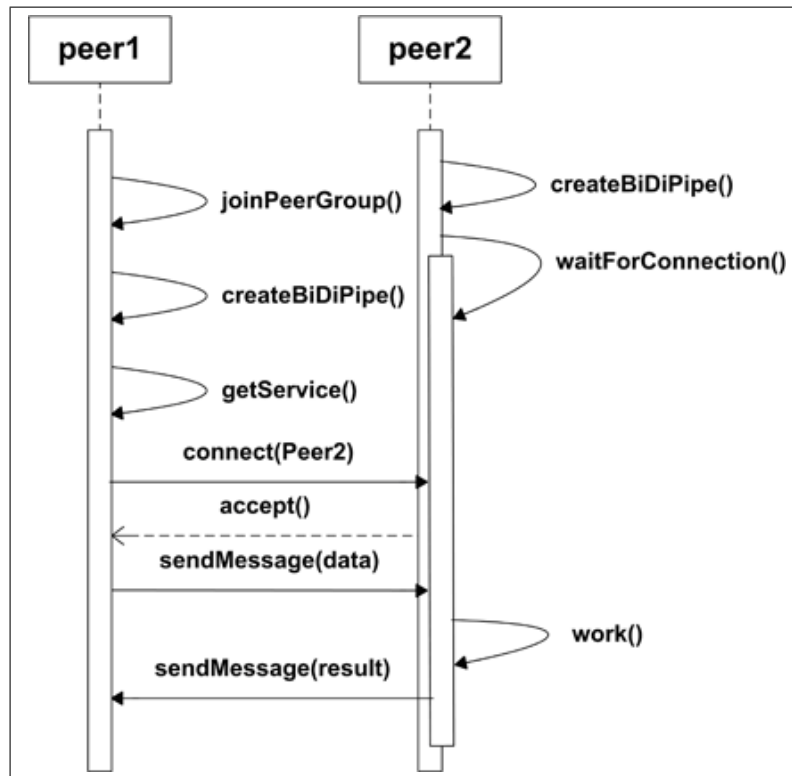 peer1
peer2
createBiDiPipe()
joinPeerGroup()
waitForConnection()
createBiDiPipe()
getService()
connect(Peer2)
accept()
sendMessage(data)
work()
sendMessage(result)